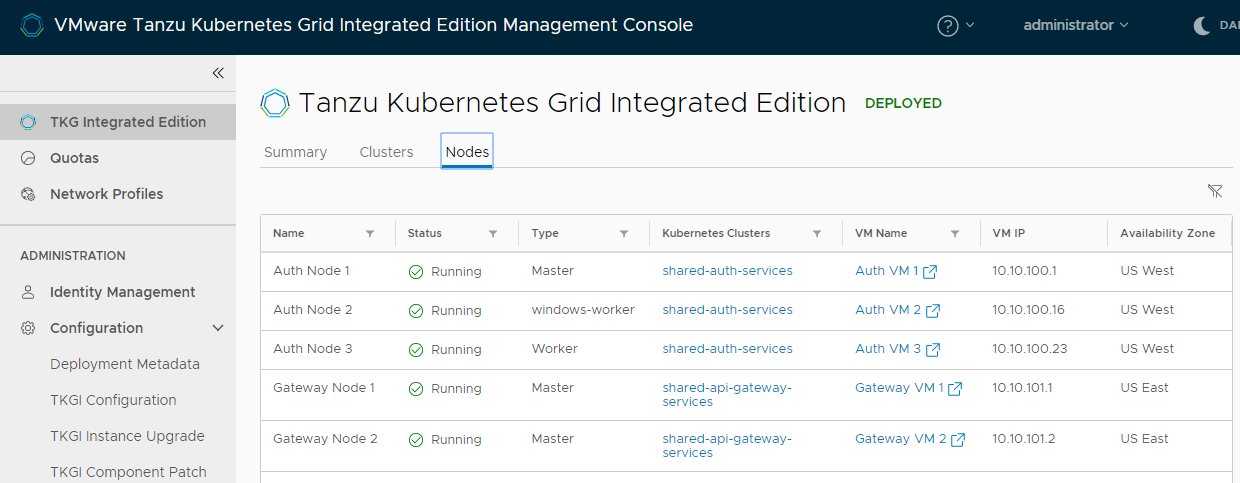 VMware Tanzu Kubernetes Grid Integrated Edition Management Console
administrator
Tanzu Kubernetes Grid Integrated Edition DEPLOYED
TKG Integrated Edition
Quotas
Network Profiles
ADMINISTRATION
Identity Management
Configuration
Deployment Metadata
TKGI Configuration
TKGI Instance Upgrade
TKGI Component Patch
Summary Clusters Nodes
Name Status Type Kubernetes Clusters VM Name VM IP Availability Zone
Auth Node 1 Running Master shared-auth-services Auth VM 1 10.10.100.1 US West
Auth Node 2 Running windows-worker shared-auth-services Auth VM 2 10.10.100.16 US West
Auth Node 3 Running Worker shared-auth-services Auth VM 3 10.10.100.23 US West
Gateway Node 1 Running Master shared-api-gateway-
services Gateway VM 1 10.10.101.1 US East
Gateway Node 2 Running Master shared-api-gateway-
services Gateway VM 2 10.10.101.2 US East